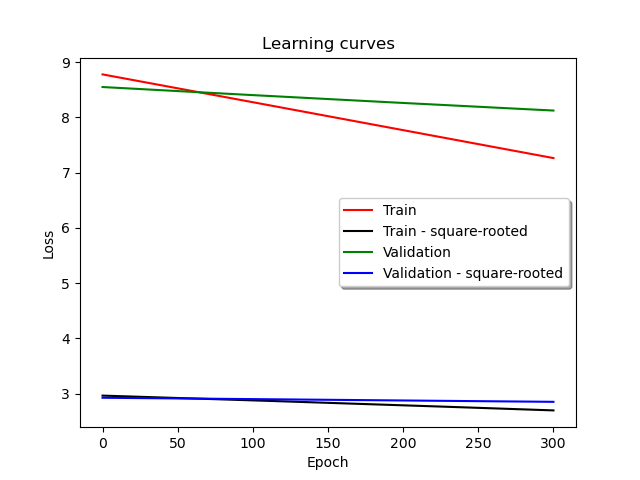 Learning curves
9
8
7
6
5
4
3
Loss
Train
Train - square-rooted
Validation
Validation - square-rooted
0 50 100 150 200 250 300
Epoch